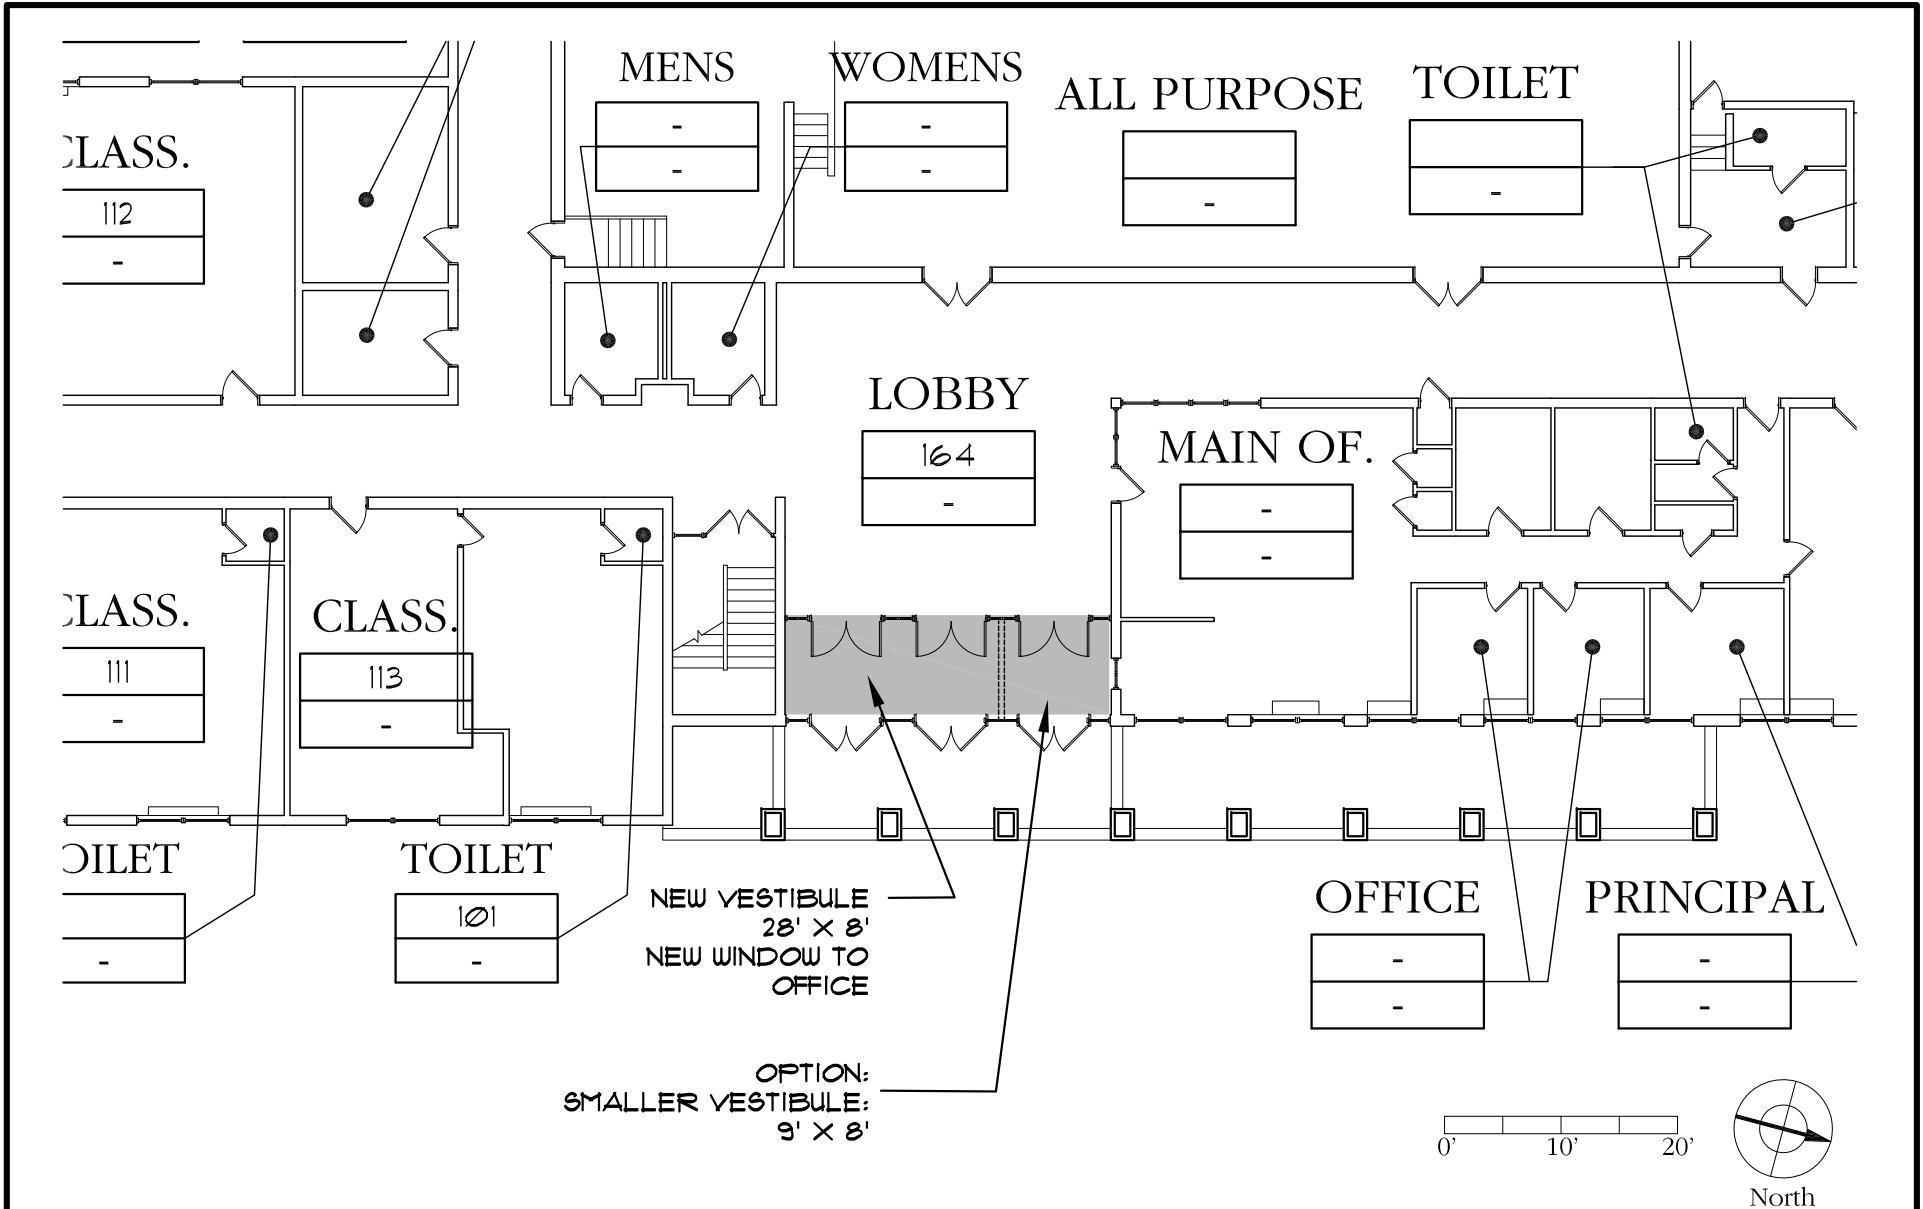 MENS
WOMENS
ALL PURPOSE
TOILET
-
-
-
-
-
-
CLASS.
112
-
LOBBY
164
-
MAIN OF.
-
-
CLASS.
111
-
CLASS.
113
-
OILET
-
TOILET
101
-
NEW VESTIBULE
28' X 8'
NEW WINDOW TO
OFFICE
OPTION:
SMALLER VESTIBULE:
9' X 8'
OFFICE
-
-
PRINCIPAL
-
-
0' 10' 20'
North